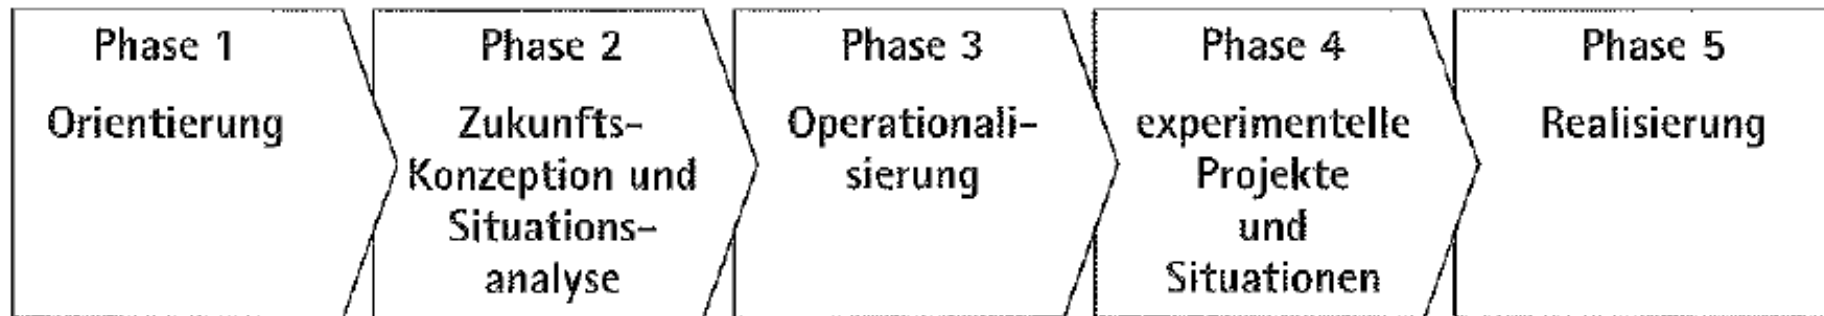 Phase 1
Orientierung
Phase 2
Zukunfts-
Konzeption und
Situations-
analyse
Phase 3
Operationali-
sierung
Phase 4
experimentelle
Projekte
und
Situationen
Phase 5
Realisierung